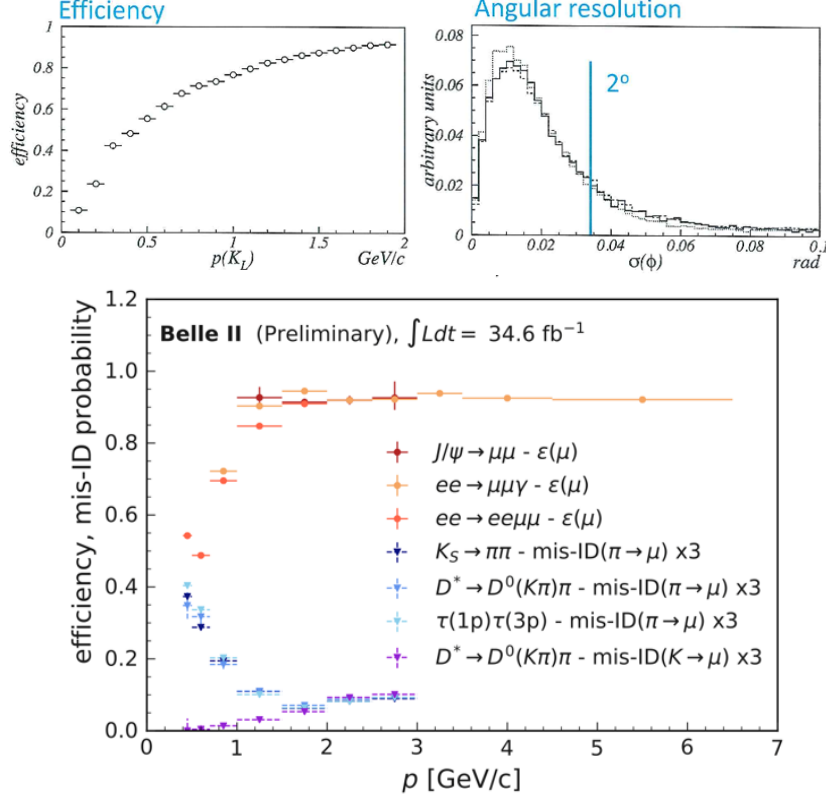 Efficiency
efficiency
1
0.8
0.6
0.4
0.2
0
0 0.5 1 1.5 2
p(K_L) GeV/c
Angular resolution
arbitrary units
0.08
0.06
0.04
0.02
0
2°
0 0.02 0.04 0.06 0.08 0.1
σ(ϕ) rad
efficiency, mis-ID probability
1.2
1.0
0.8
0.6
0.4
0.2
0.0
Belle II (Preliminary), ∫Ldt = 34.6 fb⁻¹
J/ψ→μμ - ε(μ)
ee→μμγ - ε(μ)
ee→eeμμ - ε(μ)
K_S→ππ - mis-ID(π→μ) x3
D*→D⁰(Kπ)π - mis-ID(π→μ) x3
τ(1p)τ(3p) - mis-ID(π→μ) x3
D*→D⁰(Kπ)π - mis-ID(K→μ) x3
0 1 2 3 4 5 6 7
p [GeV/c]